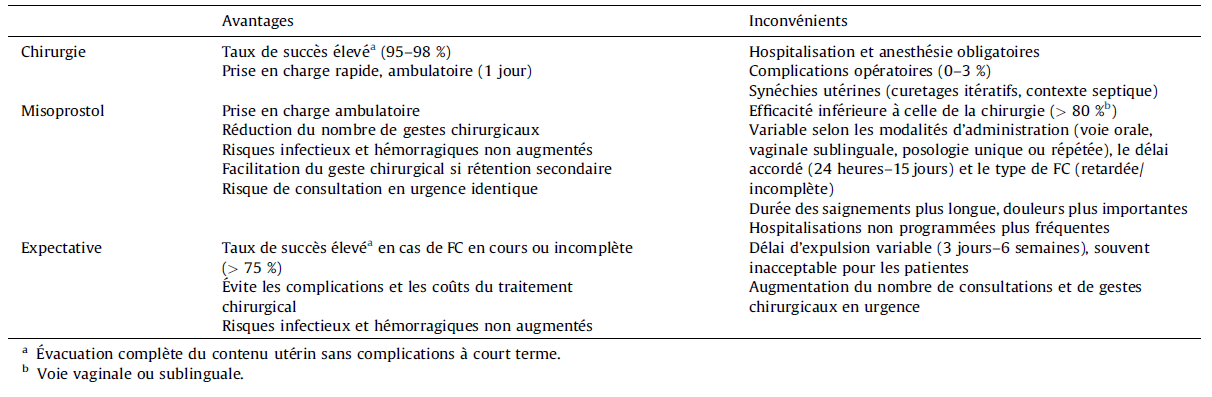 Avantages Inconvénients
Chirurgie Taux de succès élevéa (95–98 %) Hospitalisation et anesthésie obligatoires
Prise en charge rapide, ambulatoire (1 jour) Complications opératoires (0–3 %)
Synéchies utérines (curetages itératifs, contexte septique)
Misoprostol Prise en charge ambulatoire Efficacité inférieure à celle de la chirurgie (> 80 %b)
Réduction du nombre de gestes chirurgicaux Variable selon les modalités d'administration (voie orale,
Risques infectieux et hémorragiques non augmentés vaginale sublinguale, posologie unique ou répétée), le délai
Facilitation du geste chirurgical si rétention secondaire accordé (24 heures–15 jours) et le type de FC (retardée/
Risque de consultation en urgence identique incomplète)
Durée des saignements plus longue, douleurs plus importantes
Hospitalisations non programmées plus fréquentes
Expectative Taux de succès élevéa en cas de FC en cours ou incomplète Délai d'expulsion variable (3 jours–6 semaines), souvent
(> 75 %) inacceptable pour les patientes
Évite les complications et les coûts du traitement Augmentation du nombre de consultations et de gestes
chirurgical chirurgicaux en urgence
Risques infectieux et hémorragiques non augmentés
a Évacuation complète du contenu utérin sans complications à court terme.
b Voie vaginale ou sublinguale.